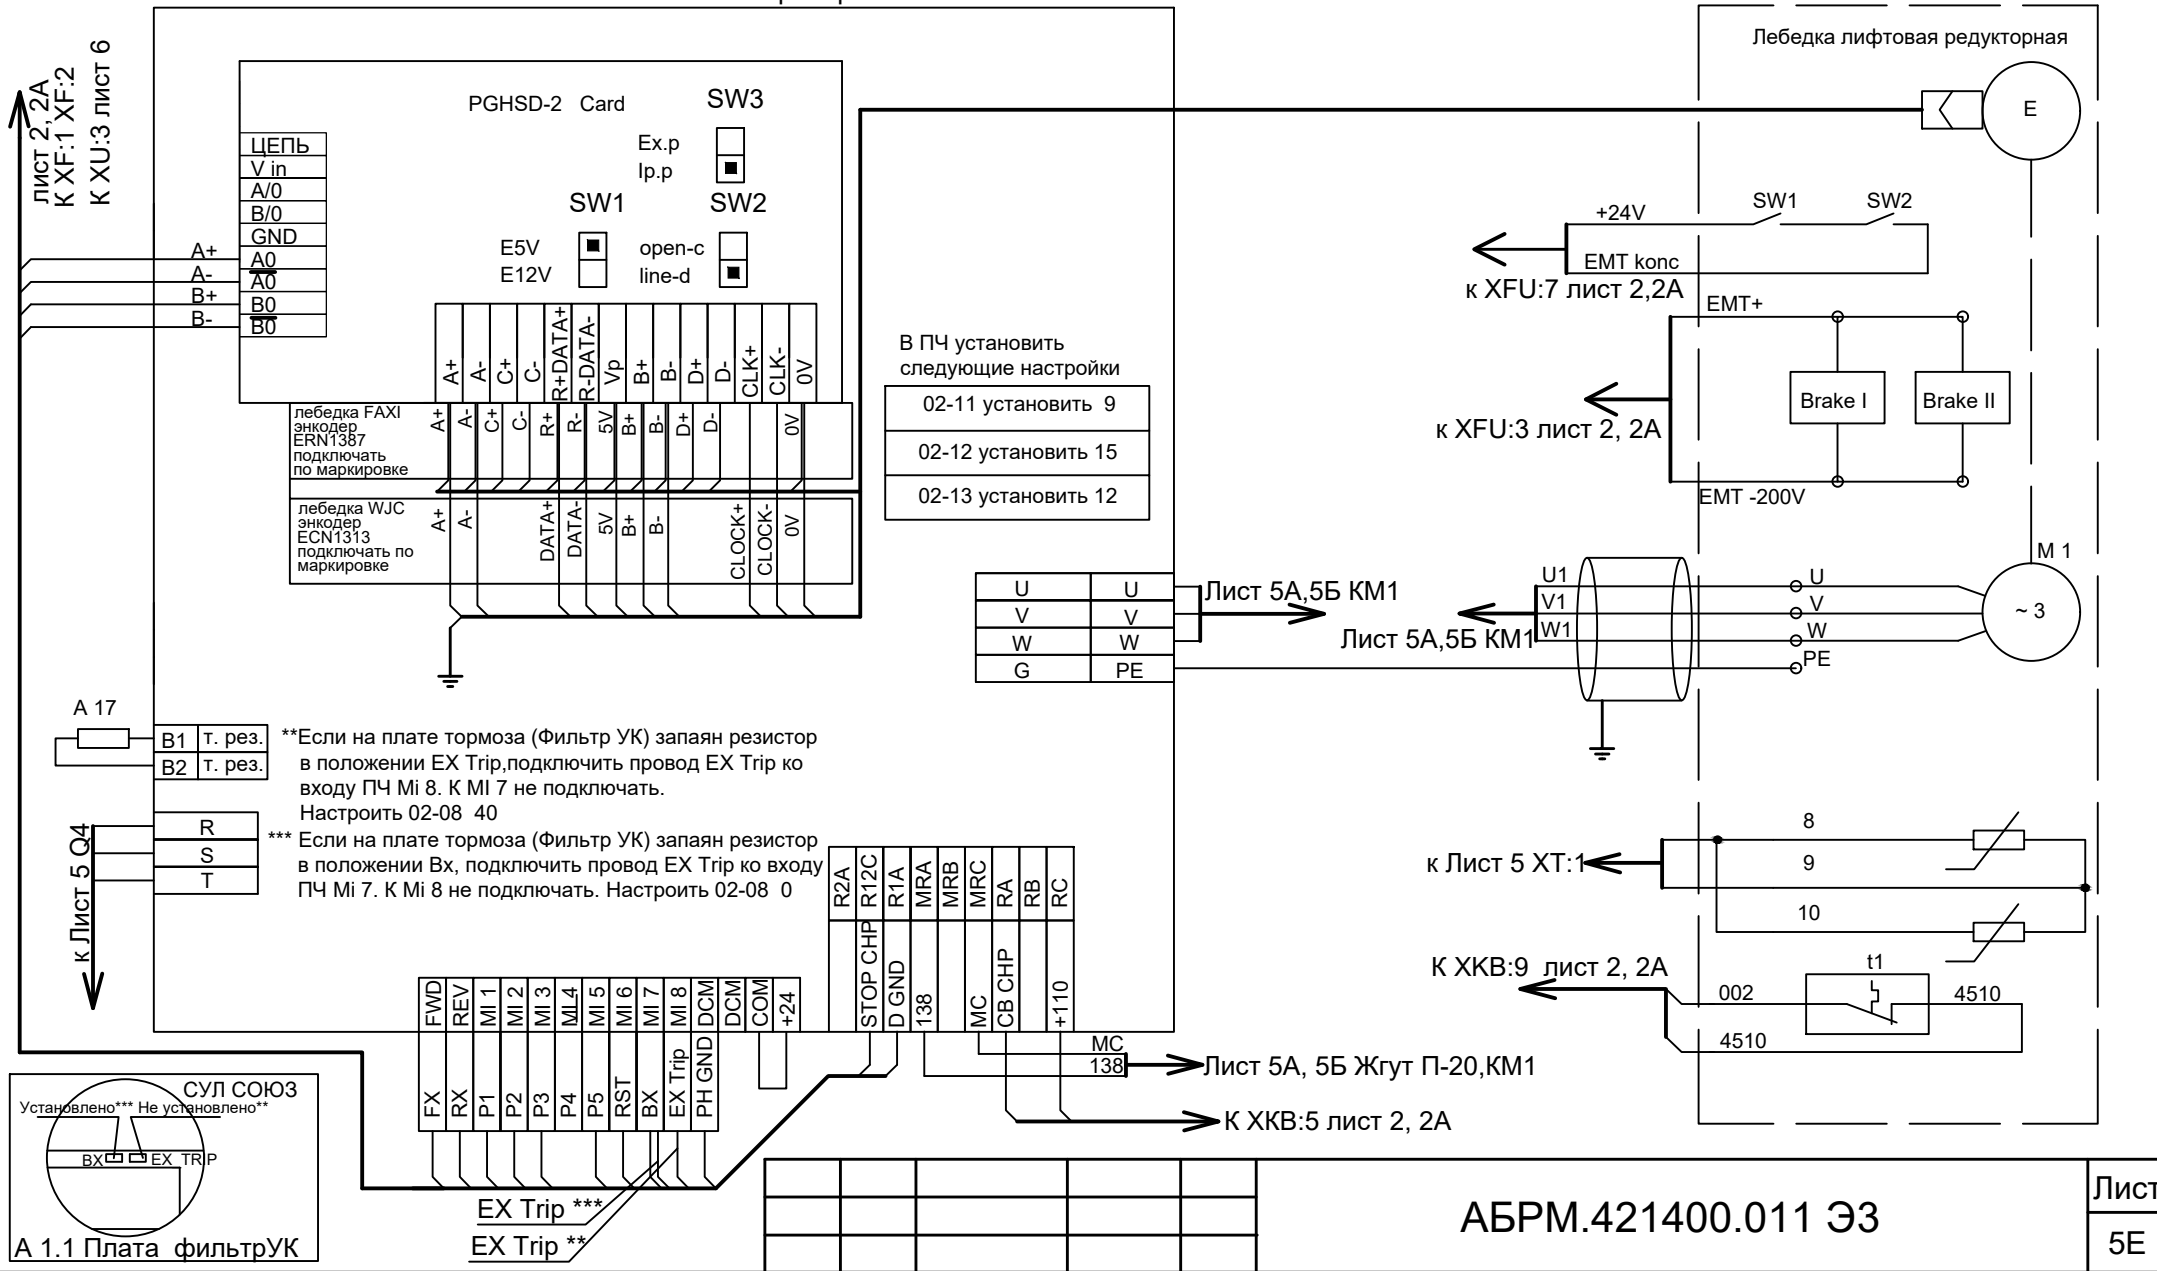 лист 2, 2А
К XF:1 XF:2
К XU:3 лист 6
PGHSD-2 Card
SW3
Ex.p
Ip.p
SW1
SW2
E5V
E12V
open-c
line-d
ЦЕПЬ
V in
A/0
B/0
GND
A0
A0
B0
B0
A+
A-
B+
B-
A+
A-
C+
C-
R+DATA+
R-DATA-
Vp
B+
B-
D+
D-
CLK+
CLK-
0V
лебедка FAXI
энкодер
ERN1387
подключать
по маркировке
A+
A-
C+
C-
R+
R-
5V
B+
B-
D+
D-
0V
лебедка WJC
энкодер
ECN1313
подключать по
маркировке
A+
A-
DATA+
DATA-
5V
B+
B-
CLOCK+
CLOCK-
0V
В ПЧ установить
следующие настройки
02-11 установить 9
02-12 установить 15
02-13 установить 12
U U
V V
W W
G PE
Лист 5А,5Б КМ1
Лист 5А,5Б КМ1
Лебедка лифтовая редукторная
E
SW1
SW2
+24V
EMT konc
к XFU:7 лист 2,2А
EMT+
Brake I
Brake II
к XFU:3 лист 2, 2А
EMT -200V
M 1
U1
V1
W1
U
V
W
PE
~ 3
8
9
10
к Лист 5 XT:1
К ХКВ:9 лист 2, 2А
t1
002
4510
4510
А 17
B1 т. рез.
B2 т. рез.
**Если на плате тормоза (Фильтр УК) запаян резистор
в положении EX Trip,подключить провод EX Trip ко
входу ПЧ Mi 8. К MI 7 не подключать.
Настроить 02-08 40
*** Если на плате тормоза (Фильтр УК) запаян резистор
в положении Вх, подключить провод EX Trip ко входу
ПЧ Mi 7. К Mi 8 не подключать. Настроить 02-08 0
R
S
T
к Лист 5 Q4
R2A
R12C
R1A
MRA
MRB
MRC
RA
RB
RC
STOP CHP
D GND
138
MC
CB CHP
+110
FWD
REV
MI 1
MI 2
MI 3
MI 4
MI 5
MI 6
MI 7
MI 8
DCM
DCM
COM
+24
FX
RX
P1
P2
P3
P4
P5
RST
BX
EX Trip
PH GND
MC
138
Лист 5А, 5Б Жгут П-20,КМ1
К ХКВ:5 лист 2, 2А
EX Trip ***
EX Trip **
СУЛ СОЮЗ
Установлено*** Не установлено**
BX
EX TRIP
А 1.1 Плата фильтрУК
АБРМ.421400.011 Э3
Лист
5Е